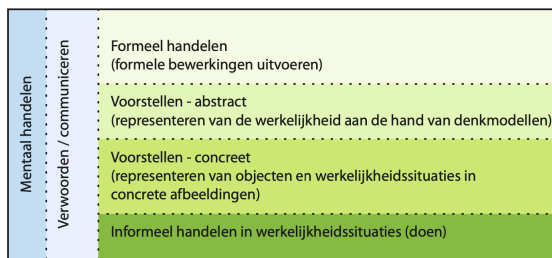 Mentaal handelen
Verwoorden / communiceren
Formeel handelen
(formele bewerkingen uitvoeren)
Voorstellen - abstract
(representeren van de werkelijkheid aan de hand van denkmodellen)
Voorstellen - concreet
(representeren van objecten en werkelijkheidssituaties in
concrete afbeeldingen)
Informeel handelen in werkelijkheidssituaties (doen)